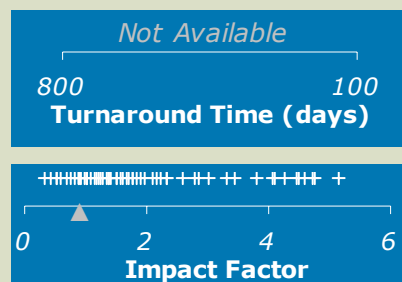 Not Available
800 100
Turnaround Time (days)
0 2 4 6
Impact Factor